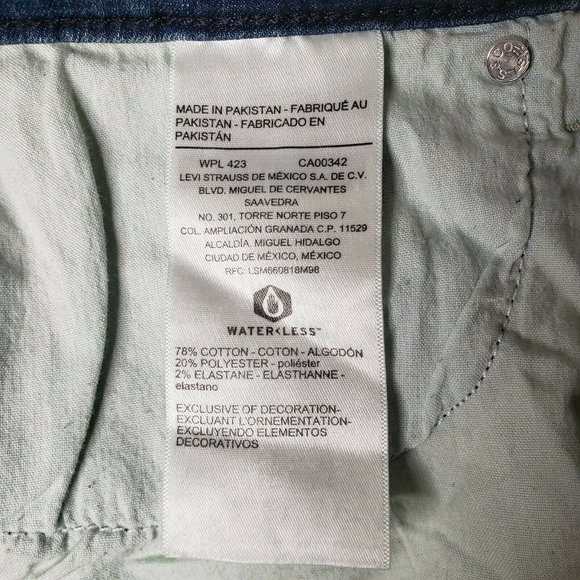 MADE IN PAKISTAN - FABRIQUÉ AU
PAKISTAN - FABRICADO EN
PAKISTÁN
WPL 423 CA00342
LEVI STRAUSS DE MÉXICO S.A. DE C.V.
BLVD. MIGUEL DE CERVANTES
SAAVEDRA
NO. 301, TORRE NORTE PISO 7
COL. AMPLIACIÓN GRANADA C.P. 11529
ALCALDÍA. MIGUEL HIDALGO
CIUDAD DE MÉXICO, MÉXICO
RFC: LSM660818M98
WATER<LESS™
78% COTTON - COTON - ALGODÓN
20% POLYESTER - poliéster
2% ELASTANE - ELASTHANNE -
elastano
EXCLUSIVE OF DECORATION-
EXCLUANT L'ORNEMENTATION-
EXCLUYENDO ELEMENTOS
DECORATIVOS